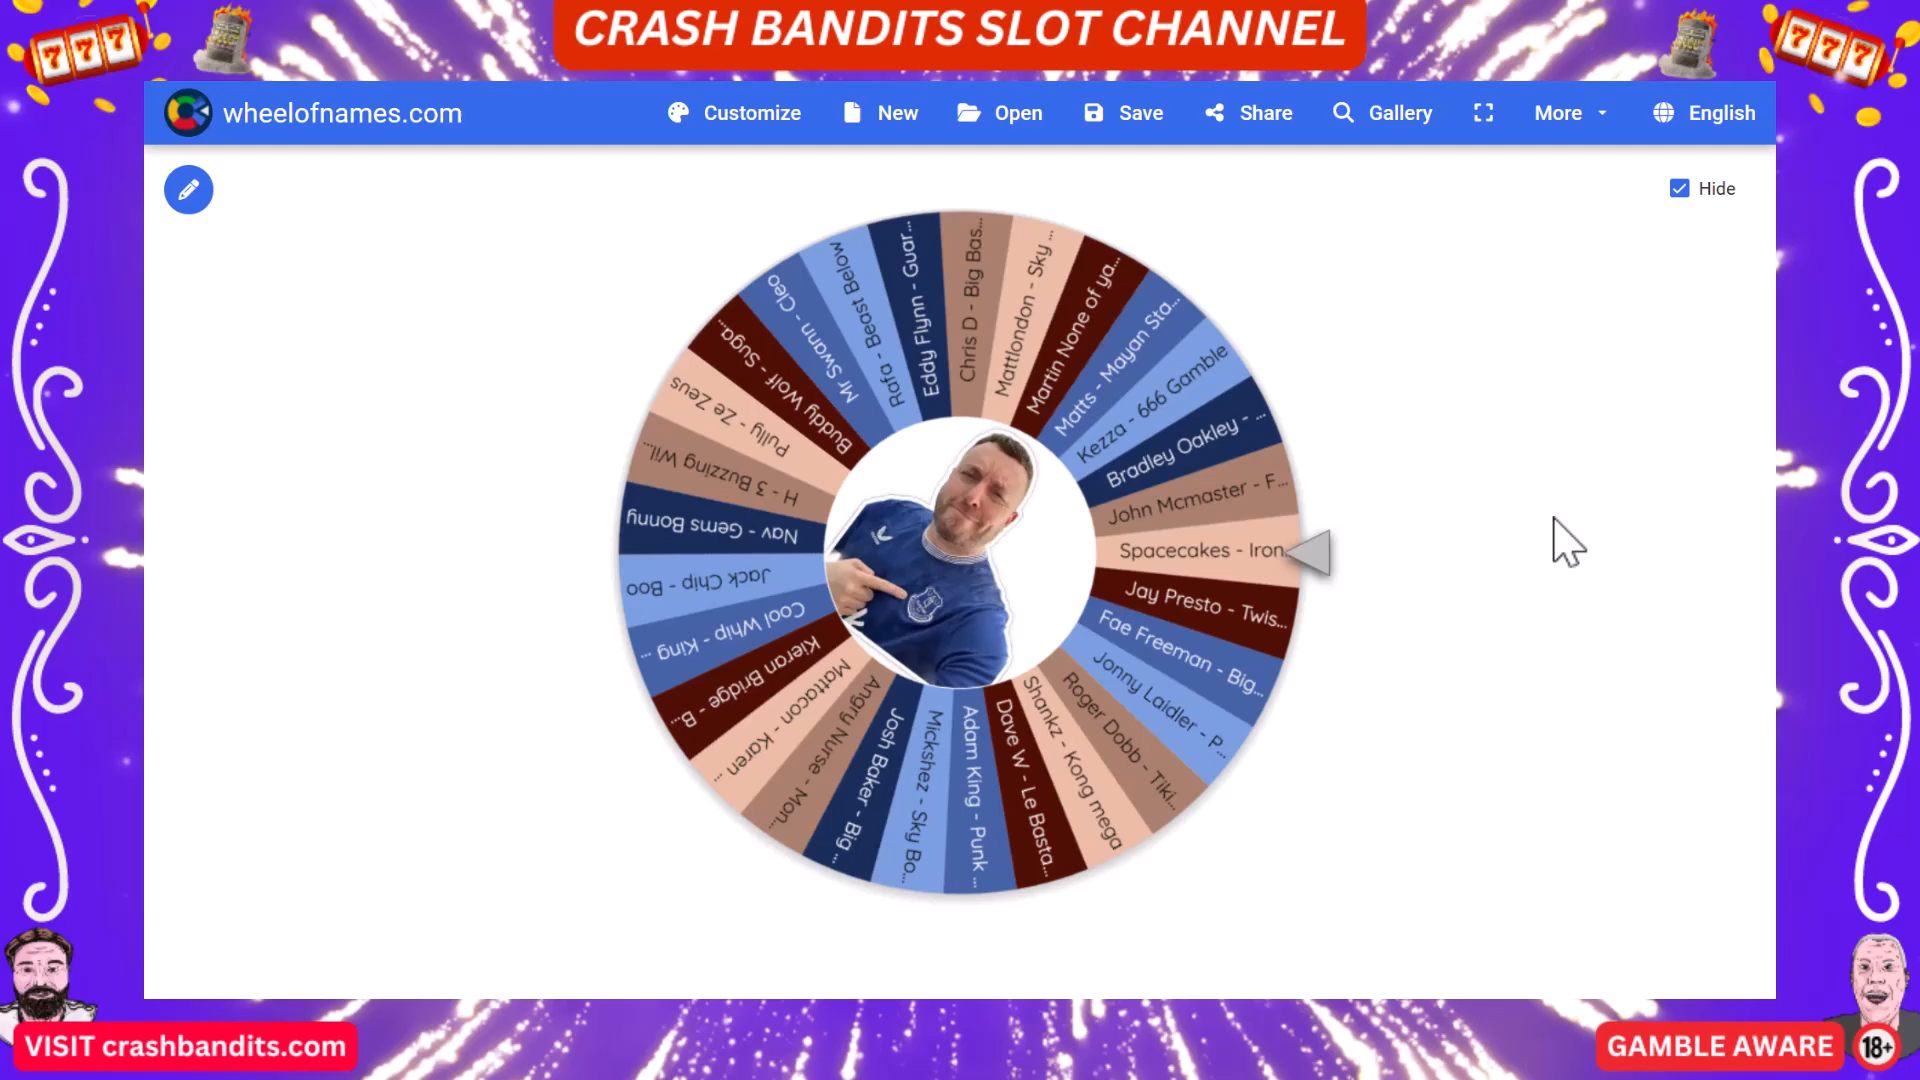 CRASH BANDITS SLOT CHANNEL
777
777
wheelofnames.com
Customize
New
Open
Save
Share
Gallery
More
English
Hide
Chris D - Big Bas...
Mattlondon - Sky ...
Martin None of ya...
Matts - Mayan Sta...
Kezza - 666 Gamble
Bradley Oakley - ...
John Mcmaster - F...
Spacecakes - Iron
Jay Presto - Twis...
Fae Freeman - Big...
Jonny Laidler - P...
Roger Dobb - Tiki...
Shankz - Kong mega
Dave W - Le Basta...
Adam King - Punk ...
Mickshez - Sky Bo...
Josh Baker - Big ...
Angry Nurse - Mon...
Mattacon - Karen ...
Kieran Bridge - B...
Cool Whip - King ...
Jack Chip - Boo
Nav - Gems Bonny
H - 3 Buzzing Wil...
Pully - Ze Zeus
Buddy Wolf - Suga...
Mr Swann - Cleo
Rafa - Beast Below
Eddy Flynn - Guar...
VISIT crashbandits.com
GAMBLE AWARE
18+